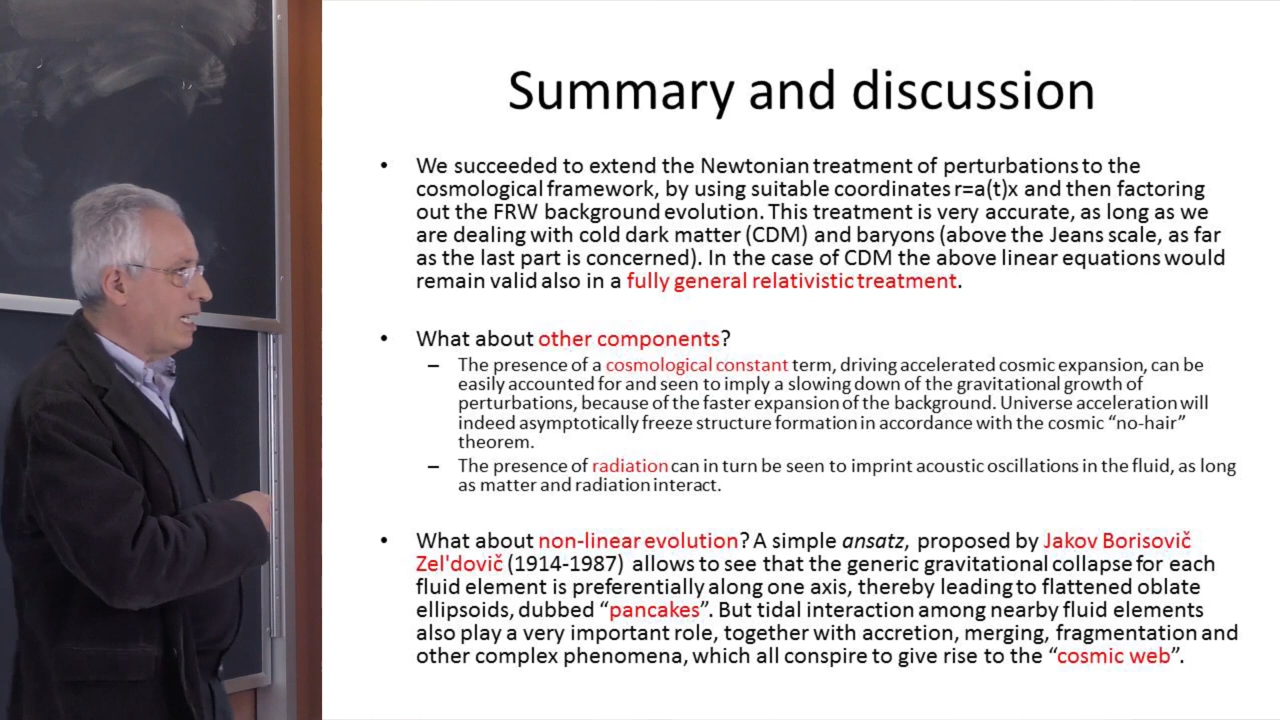 Summary and discussion
• We succeeded to extend the Newtonian treatment of perturbations to the
cosmological framework, by using suitable coordinates r=a(t)x and then factoring
out the FRW background evolution. This treatment is very accurate, as long as we
are dealing with cold dark matter (CDM) and baryons (above the Jeans scale, as far
as the last part is concerned). In the case of CDM the above linear equations would
remain valid also in a fully general relativistic treatment.
• What about other components?
– The presence of a cosmological constant term, driving accelerated cosmic expansion, can be
easily accounted for and seen to imply a slowing down of the gravitational growth of
perturbations, because of the faster expansion of the background. Universe acceleration will
indeed asymptotically freeze structure formation in accordance with the cosmic “no-hair”
theorem.
– The presence of radiation can in turn be seen to imprint acoustic oscillations in the fluid, as long
as matter and radiation interact.
• What about non-linear evolution? A simple ansatz, proposed by Jakov Borisovič
Zel'dovič (1914-1987) allows to see that the generic gravitational collapse for each
fluid element is preferentially along one axis, thereby leading to flattened oblate
ellipsoids, dubbed “pancakes”. But tidal interaction among nearby fluid elements
also play a very important role, together with accretion, merging, fragmentation and
other complex phenomena, which all conspire to give rise to the “cosmic web”.